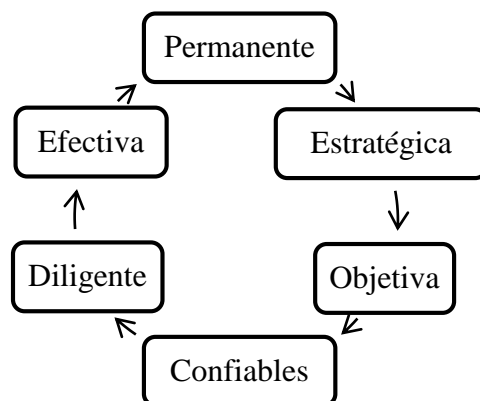 Permanente
Estratégica
Objetiva
Confiables
Diligente
Efectiva